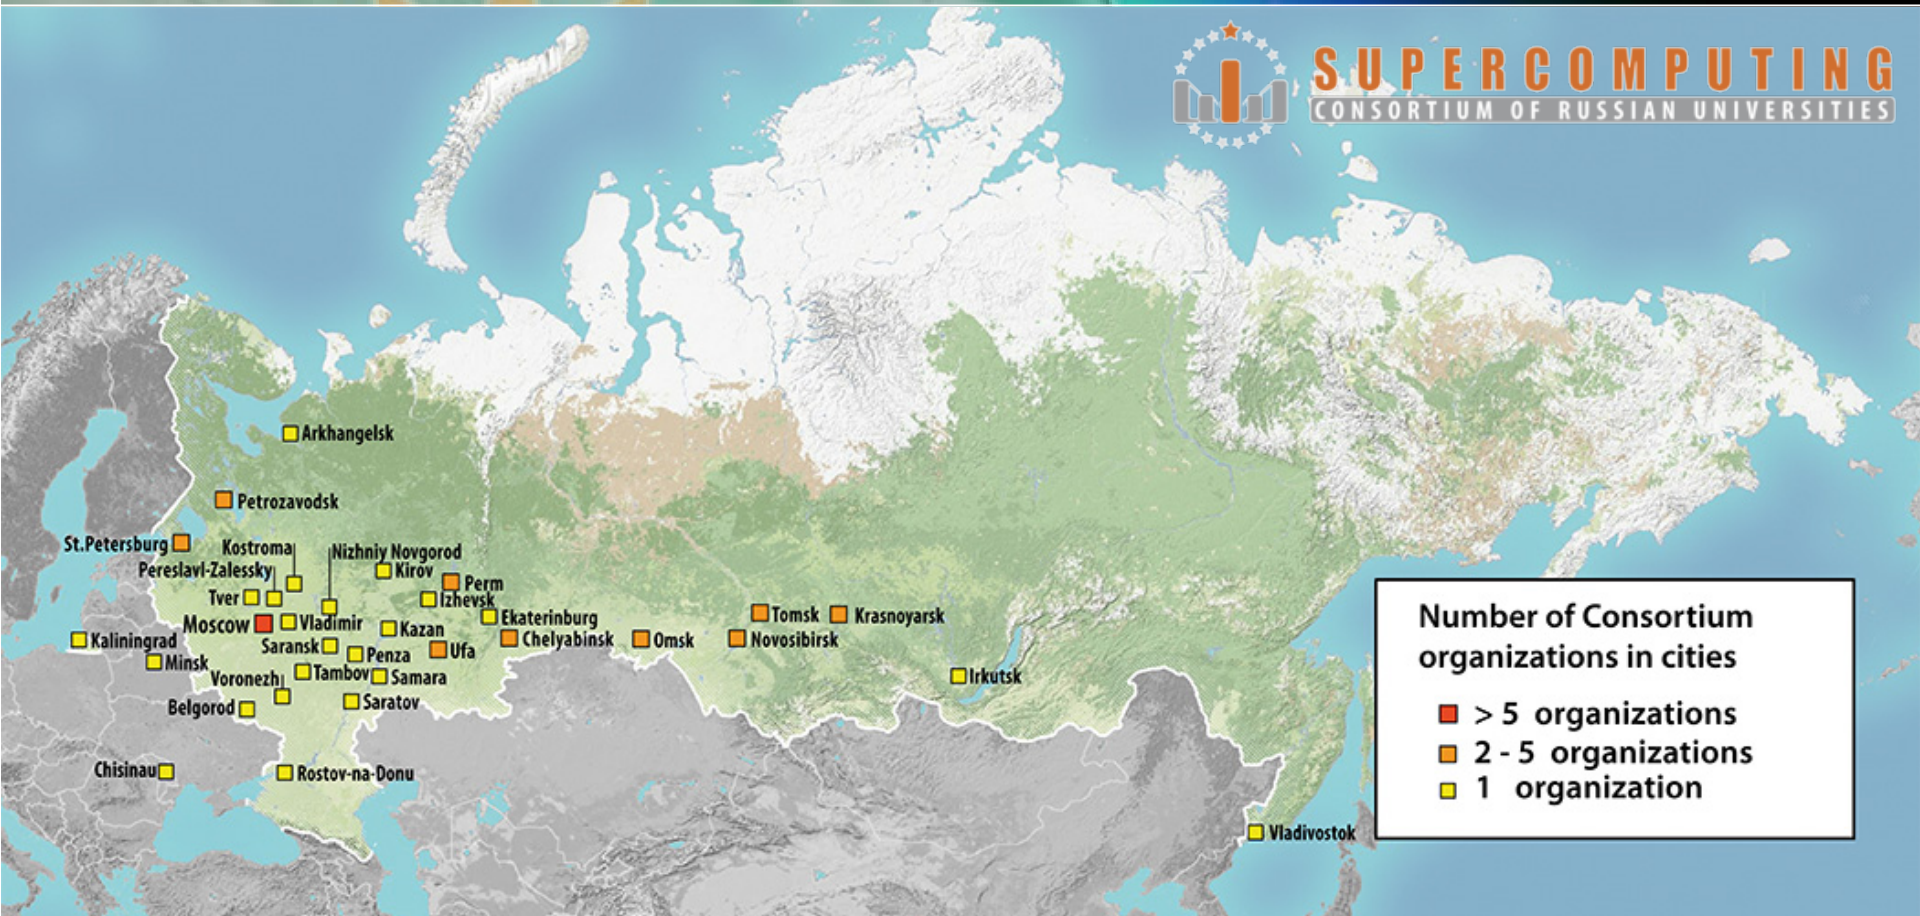 SUPERCOMPUTING
CONSORTIUM OF RUSSIAN UNIVERSITIES
Arkhangelsk
Petrozavodsk
St.Petersburg
Kostroma
Nizhniy Novgorod
Pereslavl-Zalessky
Kirov
Perm
Tver
Izhevsk
Ekaterinburg
Tomsk
Krasnoyarsk
Moscow
Vladimir
Kazan
Chelyabinsk
Omsk
Novosibirsk
Kaliningrad
Saransk
Penza
Ufa
Minsk
Voronezh
Tambov
Samara
Irkutsk
Belgorod
Saratov
Chisinau
Rostov-na-Donu
Vladivostok
Number of Consortium
organizations in cities
> 5 organizations
2 - 5 organizations
1 organization